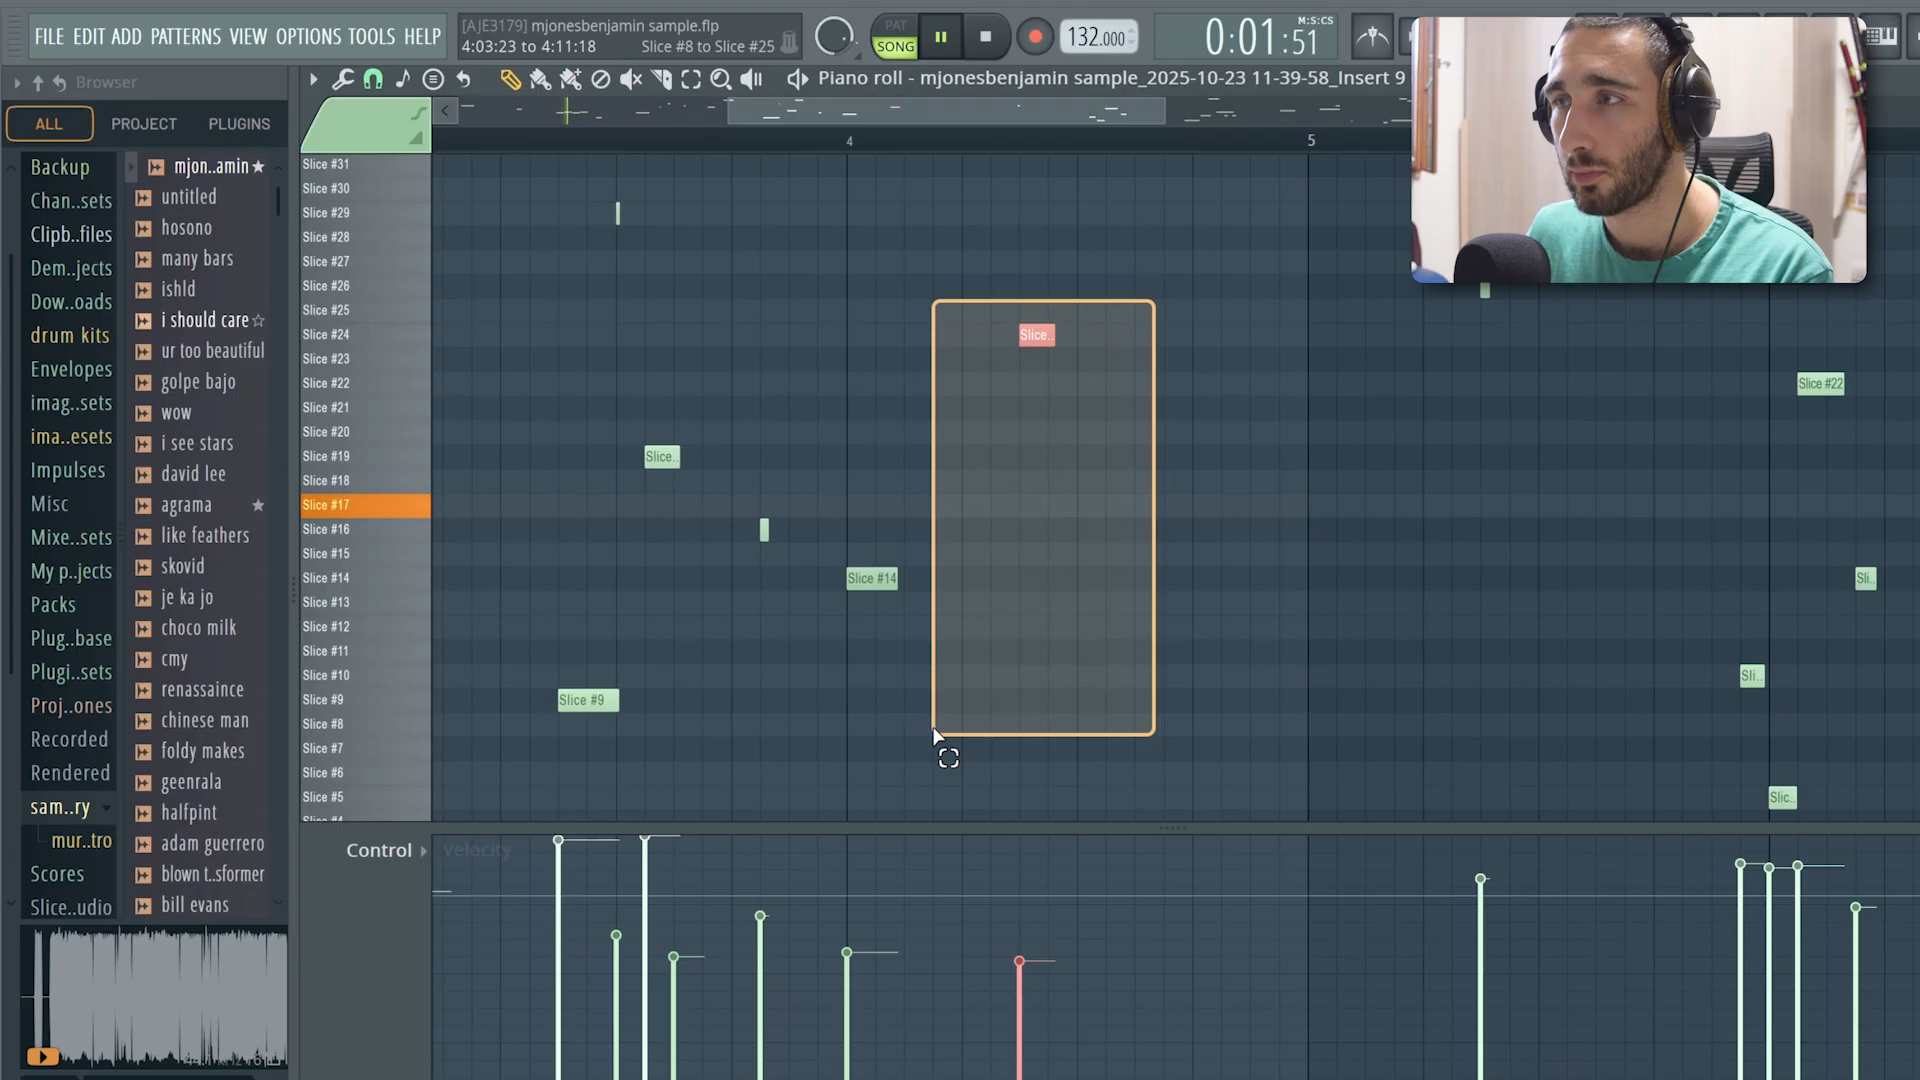 [AJE3179] mjonesbenjamin sample.flp
FILE EDIT ADD PATTERNS VIEW OPTIONS TOOLS HELP
4:03:23 to 4:11:18 Slice #8 to Slice #25
PAT
SONG
132.000
0:01:51
M:S:CS
Browser
Piano roll - mjonesbenjamin sample_2025-10-23 11-39-58_Insert 9
ALL PROJECT PLUGINS
4 5
Backup
Chan..sets
Clipb..files
Dem..jects
Dow..oads
drum kits
Envelopes
imag..sets
ima..esets
Impulses
Misc
Mixe..sets
My p..jects
Packs
Plug..base
Plugi..sets
Proj..ones
Recorded
Rendered
sam..ry
mur..tro
Scores
Slice..udio
mjon..amin
untitled
hosono
many bars
ishld
i should care
ur too beautiful
golpe bajo
wow
i see stars
david lee
agrama
like feathers
skovid
je ka jo
choco milk
cmy
renassaince
chinese man
foldy makes
geenrala
halfpint
adam guerrero
blown t..sformer
bill evans
Slice #31
Slice #30
Slice #29
Slice #28
Slice #27
Slice #26
Slice #25
Slice #24
Slice #23
Slice #22
Slice #21
Slice #20
Slice #19
Slice #18
Slice #17
Slice #16
Slice #15
Slice #14
Slice #13
Slice #12
Slice #11
Slice #10
Slice #9
Slice #8
Slice #7
Slice #6
Slice #5
Slice..
Slice #22
Slice..
Slice #14
Sli..
Sli..
Slice #9
Slic..
Control
Velocity